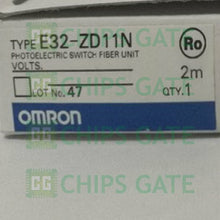 TYPE E32-ZD11N
PHOTOELECTRIC SWITCH FIBER UNIT
VOLTS.
Ro
2m
LOT No. 47
QTY.1
OMRON
CHIPS GATE
CHIPS GATE